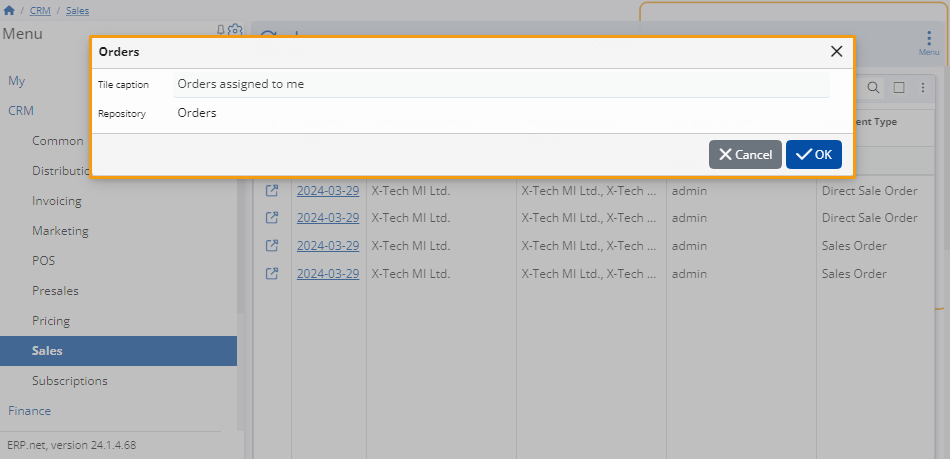 / CRM / Sales
Menu
Menu
Orders
Tile caption Orders assigned to me
Repository Orders
Cancel OK
My
CRM
Common
Invoicing
Marketing
POS
Presales
Pricing
Sales
Subscriptions
Finance
ERP.net, version 24.1.4.68
Type
2024-03-29 X-Tech MI Ltd. X-Tech MI Ltd., X-Tech ... admin Direct Sale Order
2024-03-29 X-Tech MI Ltd. X-Tech MI Ltd., X-Tech ... admin Direct Sale Order
2024-03-29 X-Tech MI Ltd. X-Tech MI Ltd., X-Tech ... admin Sales Order
2024-03-29 X-Tech MI Ltd. X-Tech MI Ltd., X-Tech ... admin Sales Order